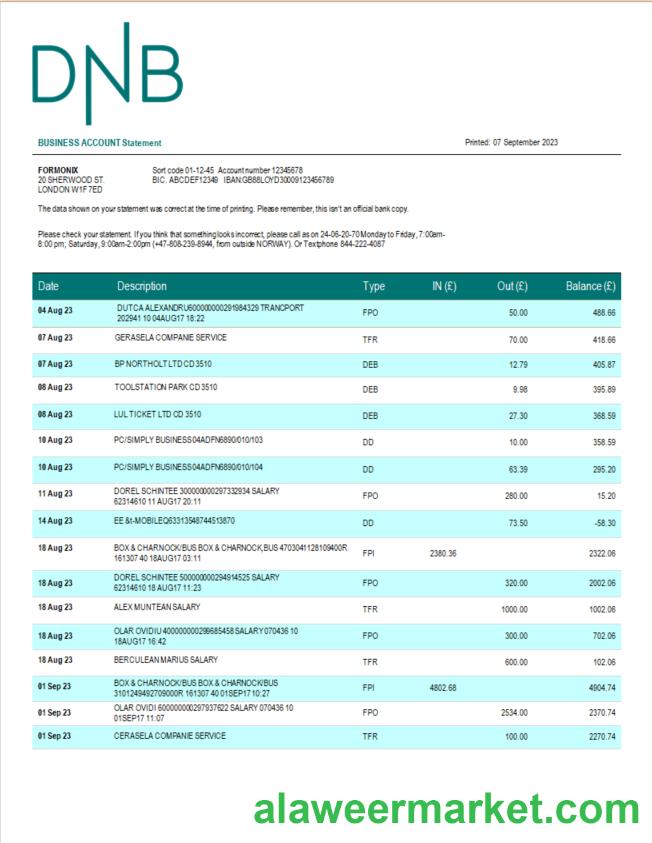 DNB
BUSINESS ACCOUNT Statement Printed: 07 September 2023
FORMONIX Sort code 01-12-45 Account number 12345678
20 SHERWOOD ST. BIC. ABCDEF12349 IBAN:GB88LOYD30009123456789
LONDON W1F 7ED
The data shown on your statement was correct at the time of printing. Please remember, this isn't an official bank copy.
Please check your statement. If you think that something looks incorrect, please call as on 24-06-20-70 Monday to Friday, 7:00am-
8:00 pm; Saturday, 9:00am-2:00pm (+47-808-239-8944, from outside NORWAY). Or Textphone 844-222-4087
Date Description Type IN (£) Out (£) Balance (£)
04 Aug 23 DUTCA ALEXANDRU600000000291984329 TRANCPORT
202941 10 04AUG17 18:22 FPO 50.00 488.66
07 Aug 23 GERASELA COMPANIE SERVICE TFR 70.00 418.66
07 Aug 23 BP NORTHOLT LTD CD 3510 DEB 12.79 405.87
08 Aug 23 TOOLSTATION PARK CD 3510 DEB 9.98 395.89
08 Aug 23 LUL TICKET LTD CD 3510 DEB 27.30 368.59
10 Aug 23 PC/SIMPLY BUSINESS04ADFN6890/010/103 DD 10.00 358.59
10 Aug 23 PC/SIMPLY BUSINESS04ADFN6890/010/104 DD 63.39 295.20
11 Aug 23 DOREL SCHINTEE 300000000297332934 SALARY
62314610 11 AUG17 20:11 FPO 280.00 15.20
14 Aug 23 EE &t-MOBILEQ63313548744513870 DD 73.50 -58.30
18 Aug 23 BOX & CHARNOCK/BUS BOX & CHARNOCK,BUS 4703041128109400R
161307 40 18AUG17 03:11 FPI 2380.36 2322.06
18 Aug 23 DOREL SCHINTEE 500000000294914525 SALARY
62314610 18 AUG17 11:23 FPO 320.00 2002.06
18 Aug 23 ALEX MUNTEAN SALARY TFR 1000.00 1002.06
18 Aug 23 OLAR OVIDIU 400000000299685458 SALARY 070436 10
18AUG17 16:42 FPO 300.00 702.06
18 Aug 23 BERCULEAN MARIUS SALARY TFR 600.00 102.06
01 Sep 23 BOX & CHARNOCK/BUS BOX & CHARNOCK/BUS
3101249492709000R 161307 40 01SEP17 10:27 FPI 4802.68 4904.74
01 Sep 23 OLAR OVIDI 600000000297937622 SALARY 070436 10
01SEP17 11:07 FPO 2534.00 2370.74
01 Sep 23 CERASELA COMPANIE SERVICE TFR 100.00 2270.74
alaweermarket.com